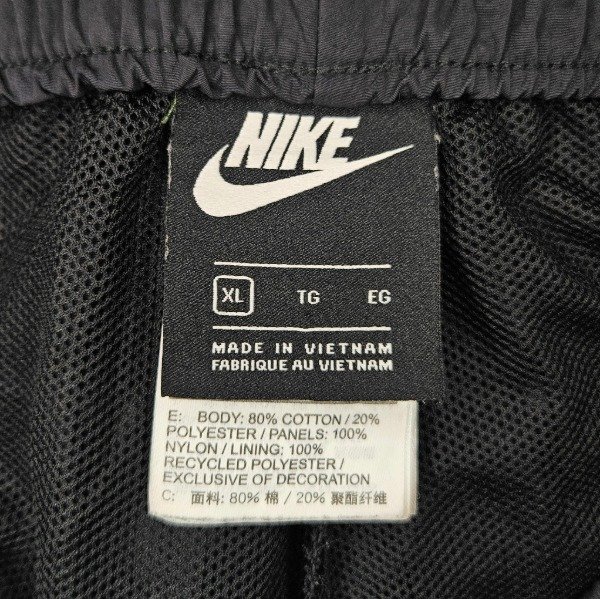 NIKE
XL TG EG
MADE IN VIETNAM
FABRIQUE AU VIETNAM
E: BODY: 80% COTTON / 20%
POLYESTER / PANELS: 100%
NYLON / LINING: 100%
RECYCLED POLYESTER /
EXCLUSIVE OF DECORATION
C: 面料: 80% 棉 / 20% 聚酯纤维